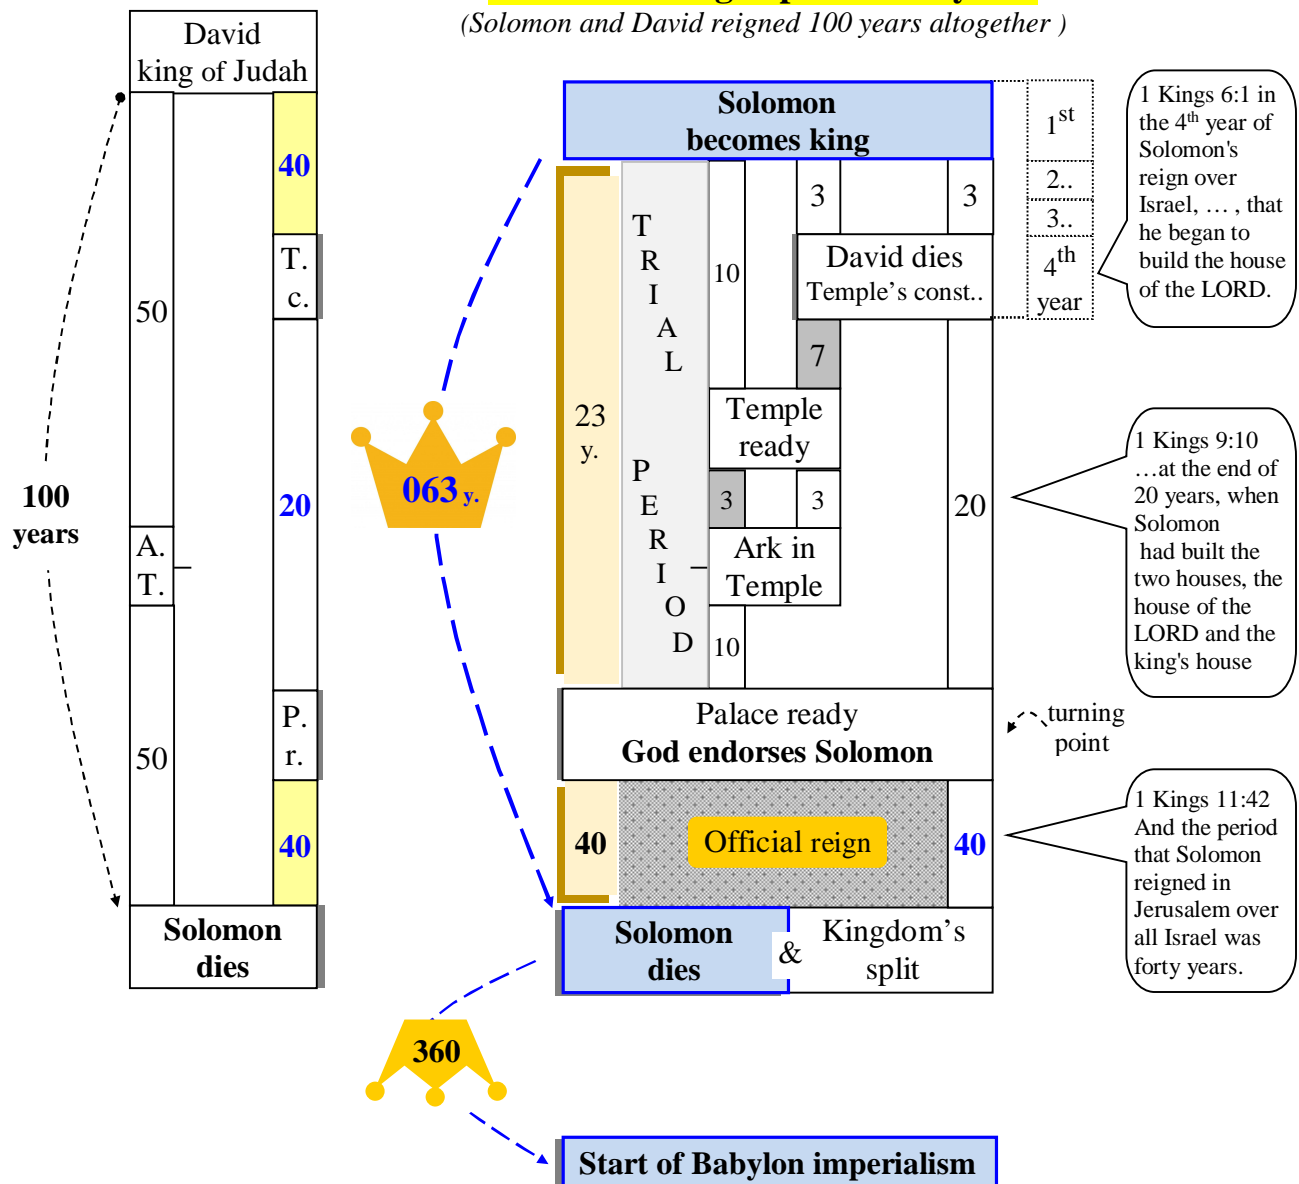 (Solomon and David reigned 100 years altogether )
David
king of Judah
40
T.
c.
50
20
100
years
A.
T.
P.
r.
50
40
Solomon
dies
063 y.
360
Solomon
becomes king
TRIAL PERIOD
23
y.
10
3
3
David dies
Temple's const..
7
Temple
ready
3
3
20
Ark in
Temple
10
Palace ready
God endorses Solomon
40
Official reign
40
Solomon
dies
&
Kingdom's
split
Start of Babylon imperialism
1st
2..
3..
4th
year
1 Kings 6:1 in
the 4th year of
Solomon's
reign over
Israel, … , that
he began to
build the house
of the LORD.
1 Kings 9:10
…at the end of
20 years, when
Solomon
had built the
two houses, the
house of the
LORD and the
king's house
turning
point
1 Kings 11:42
And the period
that Solomon
reigned in
Jerusalem over
all Israel was
forty years.